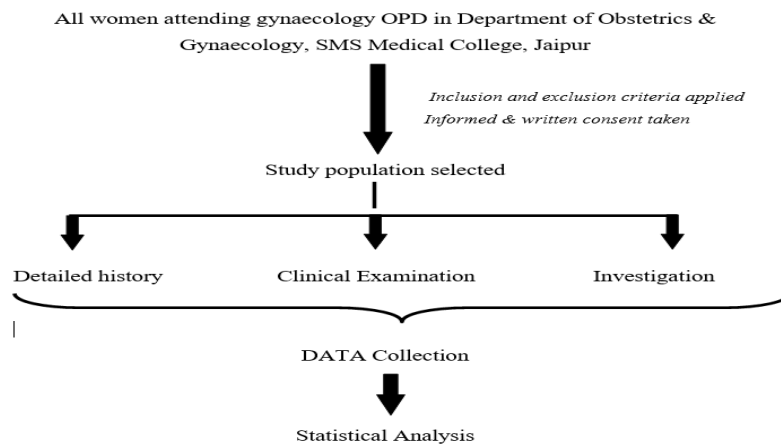 All women attending gynaecology OPD in Department of Obstetrics &
Gynaecology, SMS Medical College, Jaipur
Inclusion and exclusion criteria applied
Informed & written consent taken
Study population selected
Detailed history
Clinical Examination
Investigation
DATA Collection
Statistical Analysis